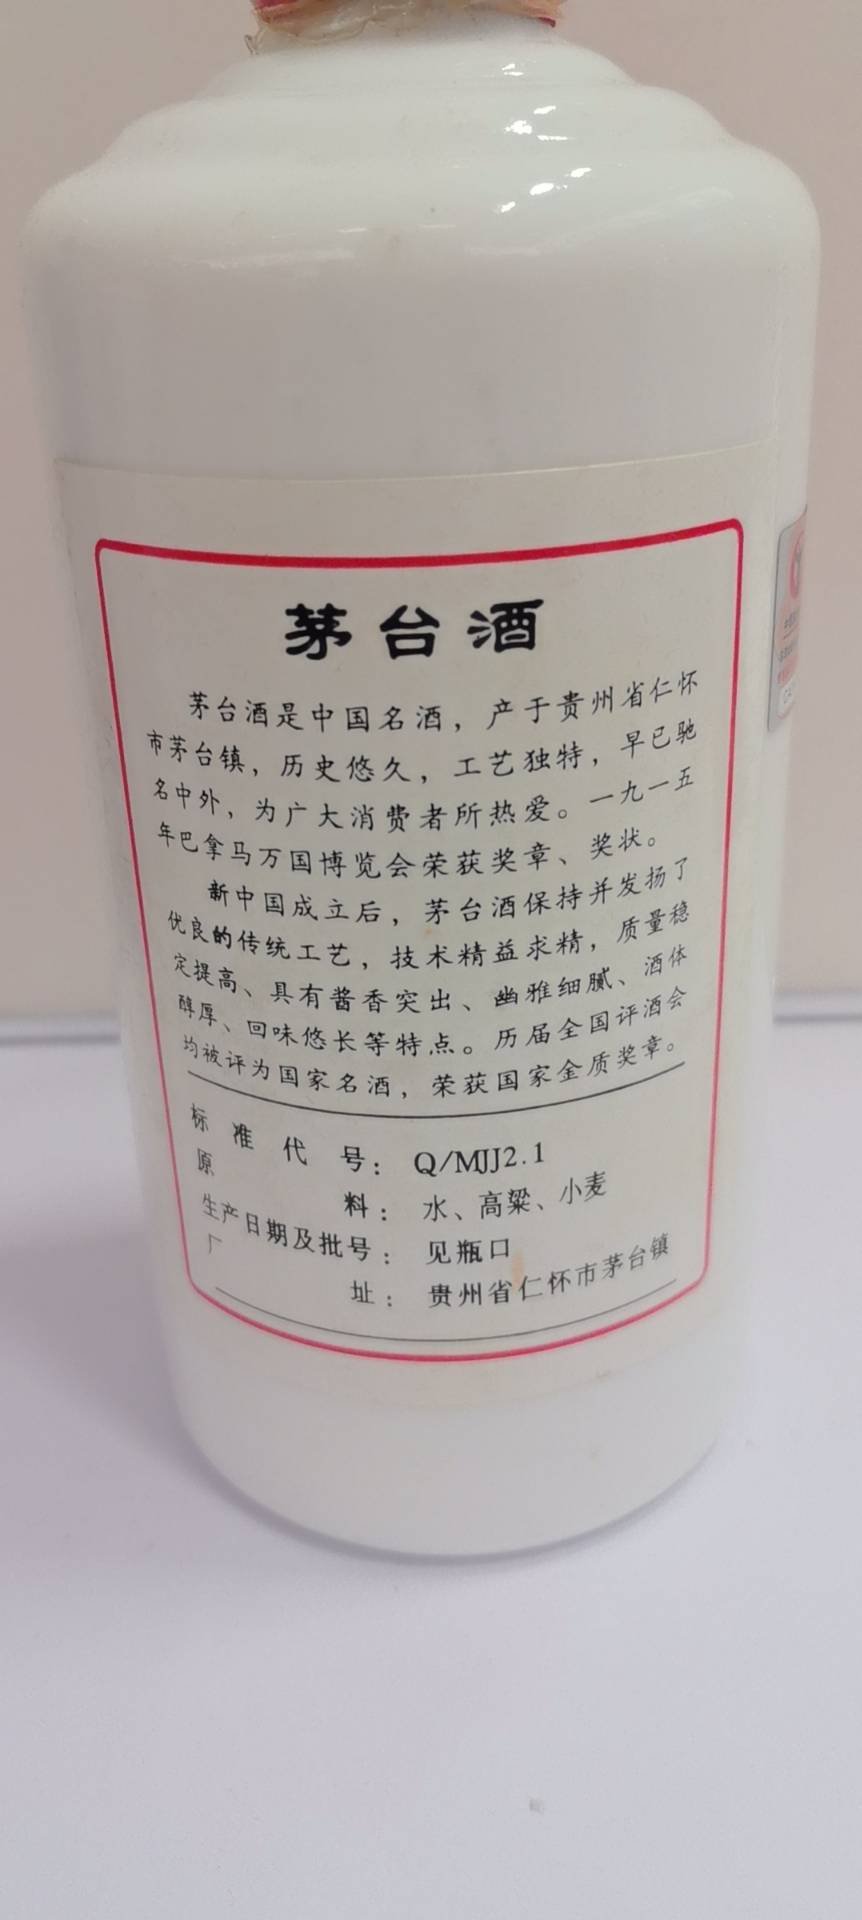 茅台酒
茅台酒是中国名酒，产于贵州省仁怀
市茅台镇，历史悠久，工艺独特，早已驰
名中外，为广大消费者所热爱。一九一五
年巴拿马万国博览会荣获奖章、奖状。
新中国成立后，茅台酒保持并发扬了
优良的传统工艺，技术精益求精，质量稳
定提高、具有酱香突出、幽雅细腻、酒体
醇厚、回味悠长等特点。历届全国评酒会
均被评为国家名酒，荣获国家金质奖章。
标准代号：Q/MJJ2.1
原料：水、高粱、小麦
生产日期及批号：见瓶口
厂址：贵州省仁怀市茅台镇